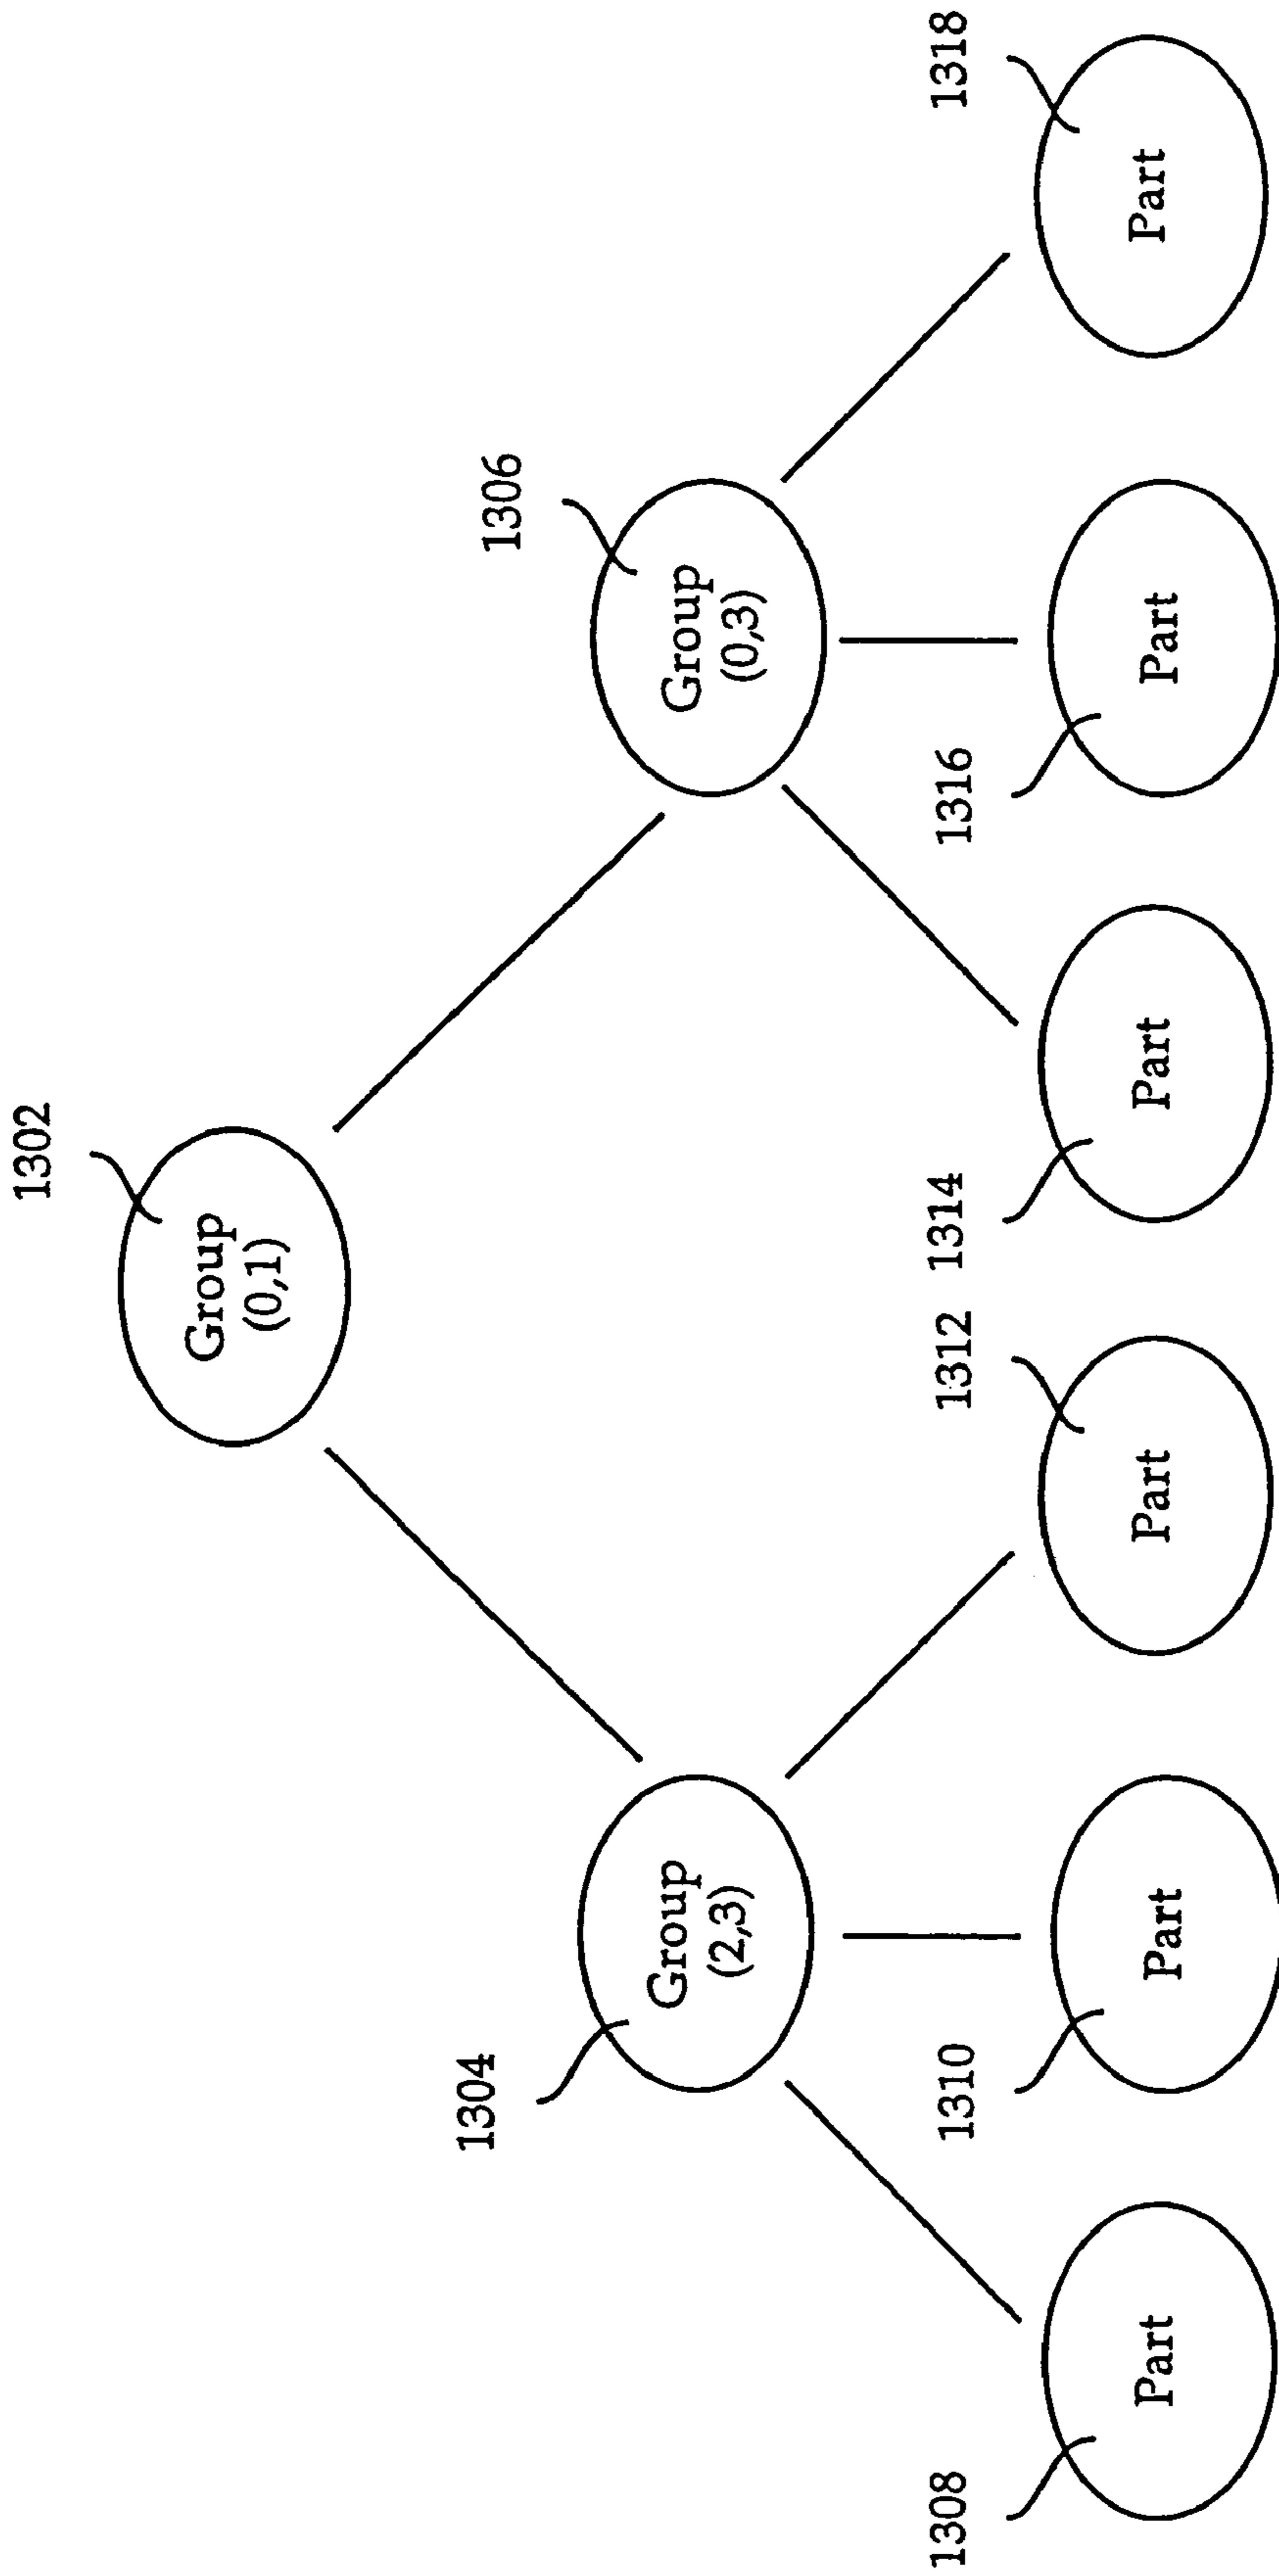 1302
Group
(0,1)
1304
Group
(2,3)
1306
Group
(0,3)
1308
Part
1310
Part
1312
Part
1314
Part
1316
Part
1318
Part